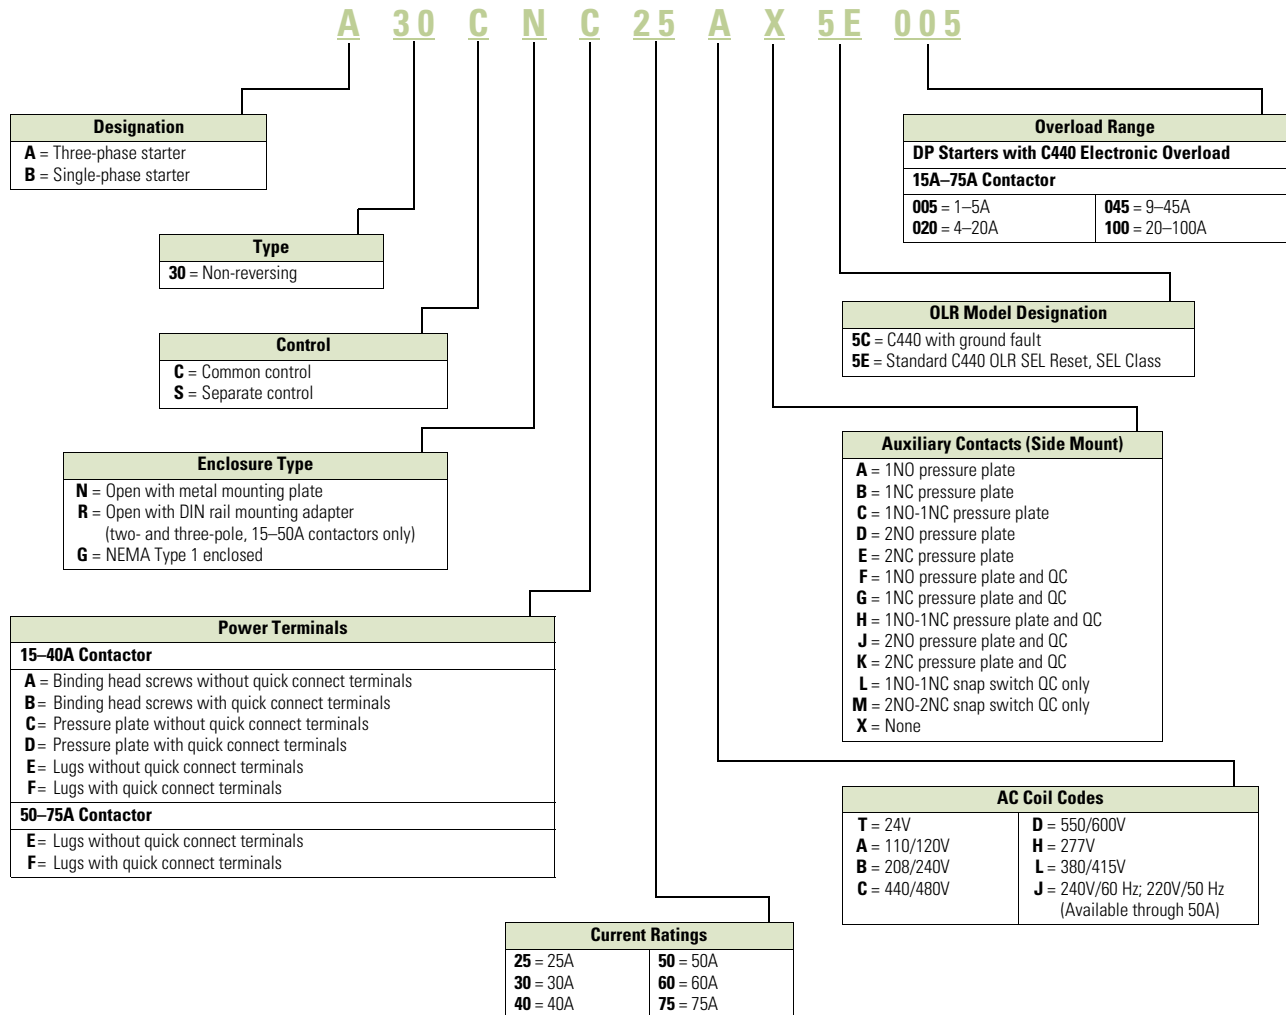 A 30 C N C 25 A X 5E 005
Designation
A = Three-phase starter
B = Single-phase starter
Type
30 = Non-reversing
Control
C = Common control
S = Separate control
Enclosure Type
N = Open with metal mounting plate
R = Open with DIN rail mounting adapter
(two- and three-pole, 15–50A contactors only)
G = NEMA Type 1 enclosed
Power Terminals
15–40A Contactor
A = Binding head screws without quick connect terminals
B = Binding head screws with quick connect terminals
C = Pressure plate without quick connect terminals
D = Pressure plate with quick connect terminals
E = Lugs without quick connect terminals
F = Lugs with quick connect terminals
50–75A Contactor
E = Lugs without quick connect terminals
F = Lugs with quick connect terminals
Current Ratings
25 = 25A
30 = 30A
40 = 40A
50 = 50A
60 = 60A
75 = 75A
Overload Range
DP Starters with C440 Electronic Overload
15A–75A Contactor
005 = 1–5A
020 = 4–20A
045 = 9–45A
100 = 20–100A
OLR Model Designation
5C = C440 with ground fault
5E = Standard C440 OLR SEL Reset, SEL Class
Auxiliary Contacts (Side Mount)
A = 1NO pressure plate
B = 1NC pressure plate
C = 1NO-1NC pressure plate
D = 2NO pressure plate
E = 2NC pressure plate
F = 1NO pressure plate and QC
G = 1NC pressure plate and QC
H = 1NO-1NC pressure plate and QC
J = 2NO pressure plate and QC
K = 2NC pressure plate and QC
L = 1NO-1NC snap switch QC only
M = 2NO-2NC snap switch QC only
X = None
AC Coil Codes
T = 24V
A = 110/120V
B = 208/240V
C = 440/480V
D = 550/600V
H = 277V
L = 380/415V
J = 240V/60 Hz; 220V/50 Hz
(Available through 50A)